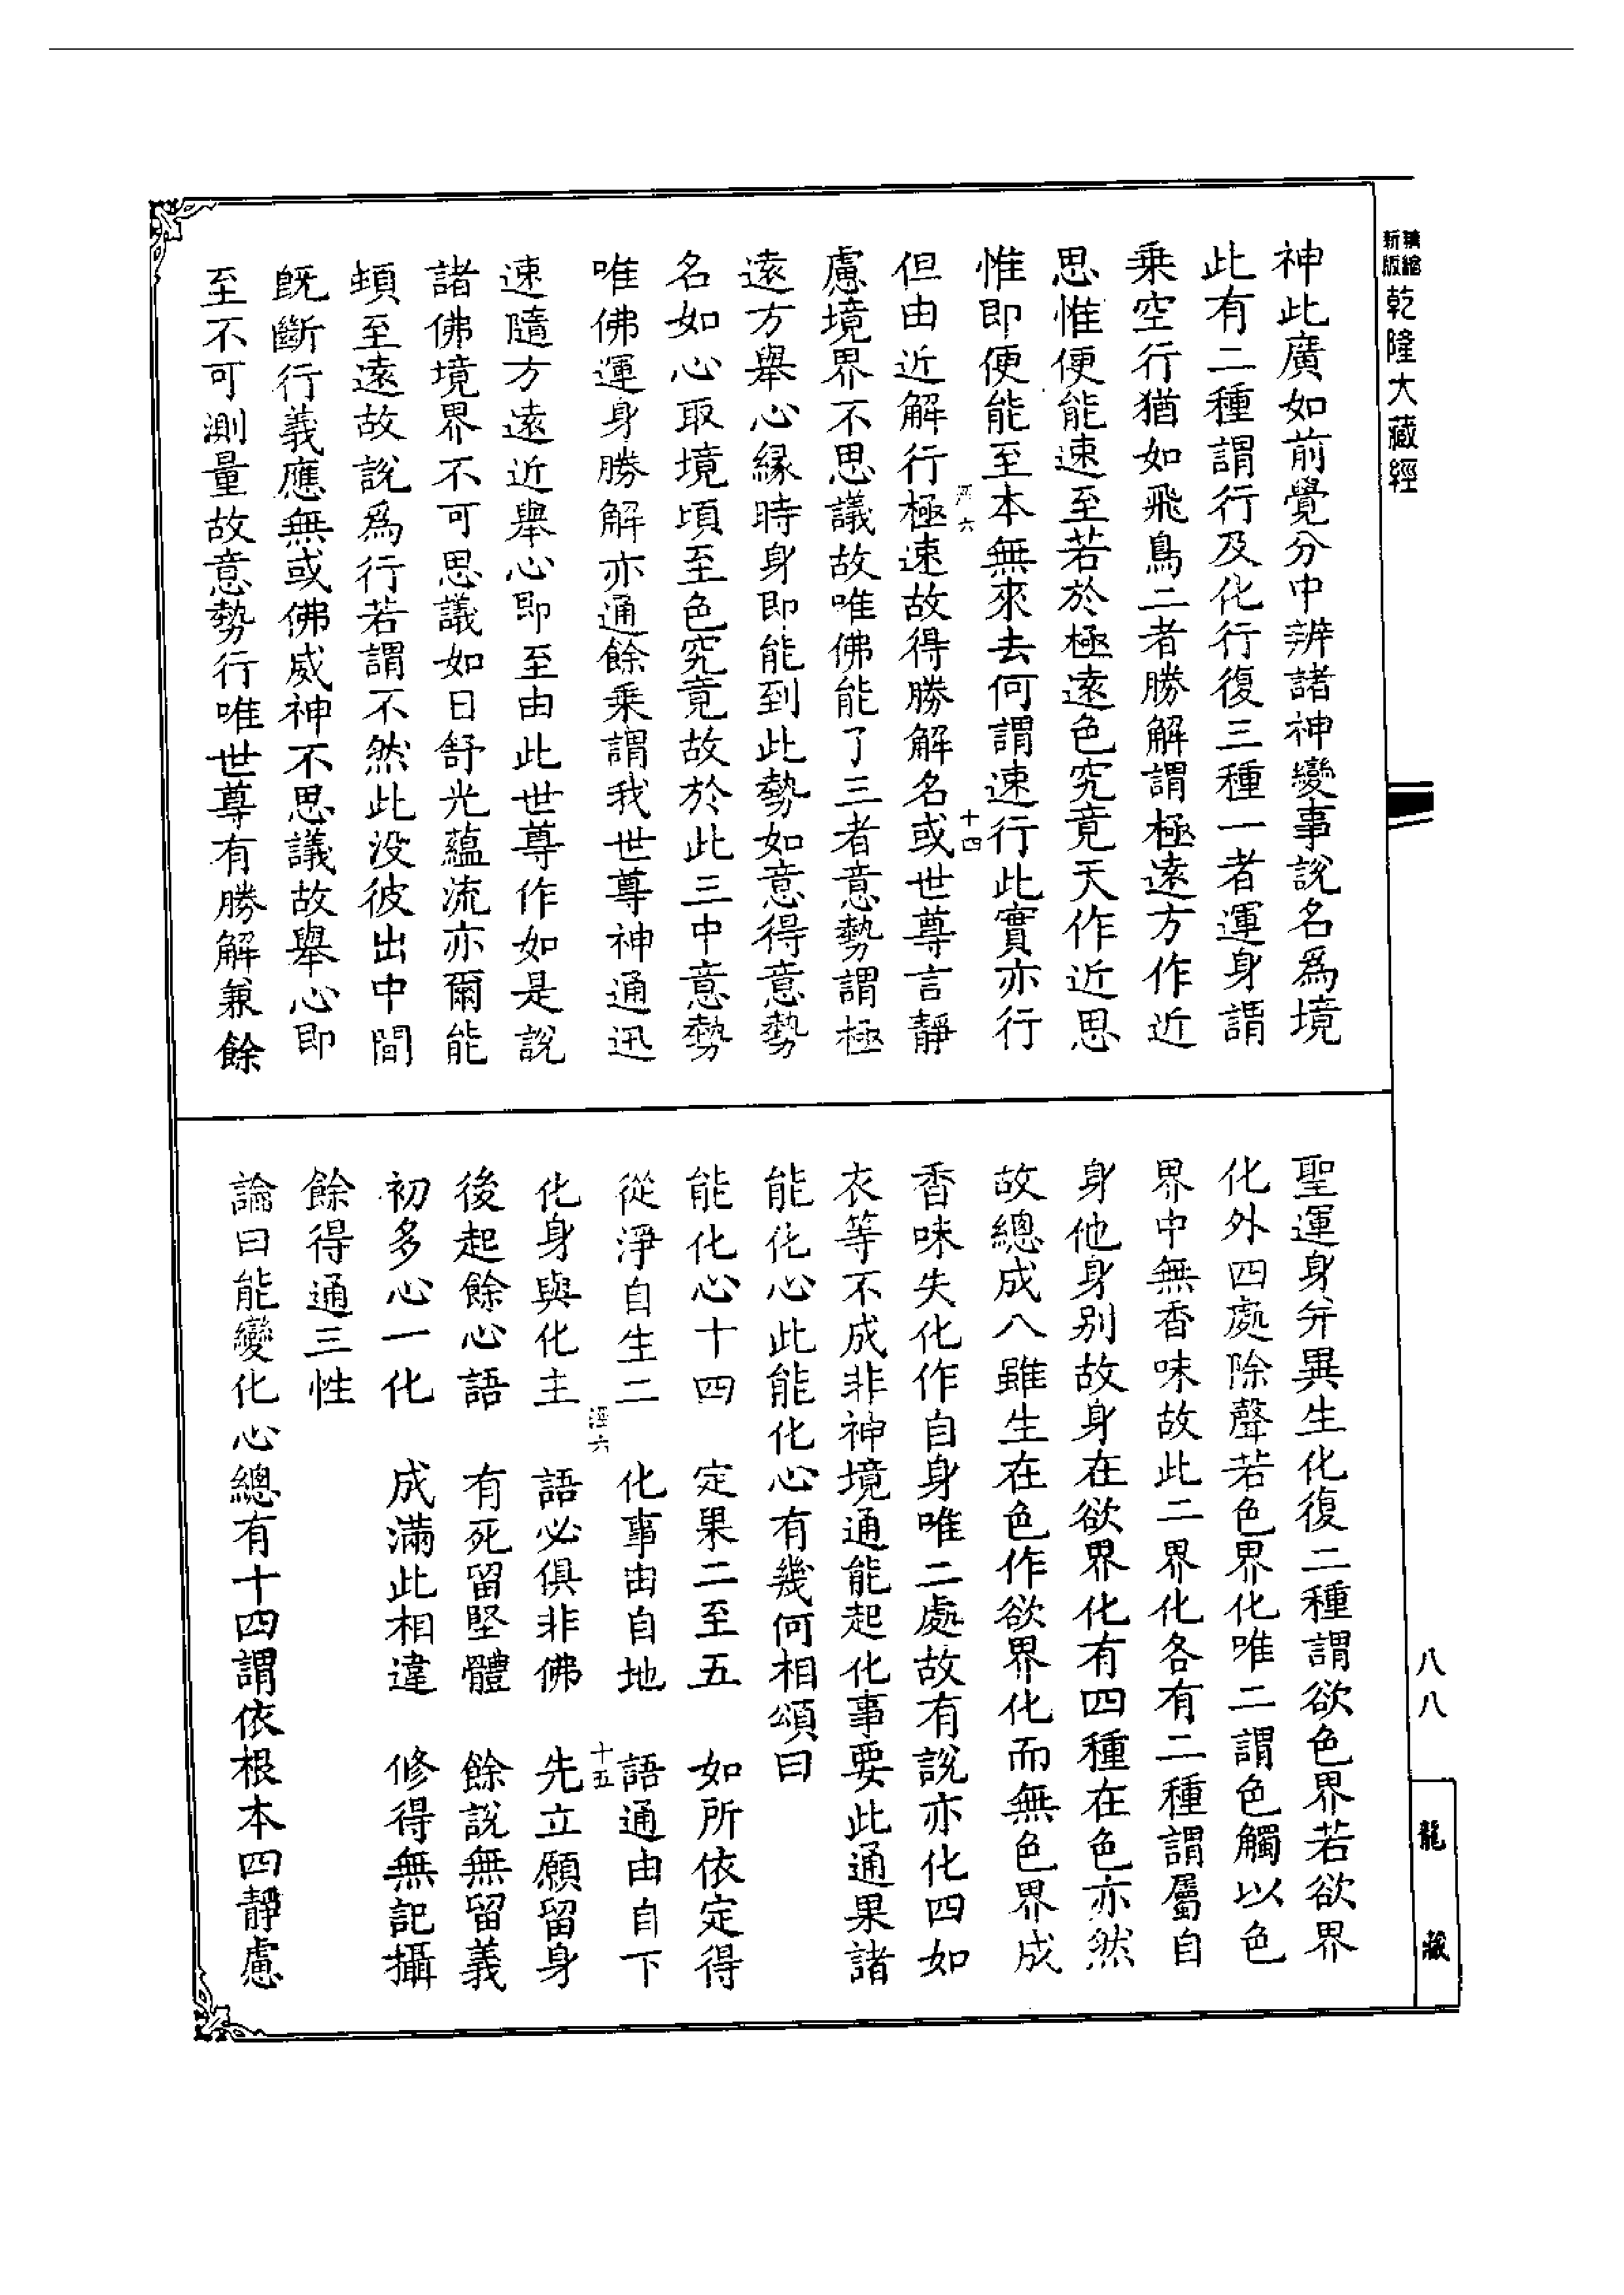 新版精縮乾隆大藏經
神此廣如前覺分中辨諸神變事說名為境
此有二種謂行及化行復三種一者運身謂
乗空行猶如飛鳥二者勝解謂極遠方作近
思惟便能速至若於極遠色究竟天作近思
惟即便能至本無來去何謂速行此實亦行
但由近解行極速故得勝解名或世尊言靜
慮境界不思議故唯佛能了三者意勢謂極
遠方舉心緣時身即能到此勢如意得意勢
名如心取境頃至色究竟故於此三中意勢
唯佛運身勝解亦通餘乗謂我世尊神通迅
速隨方遠近舉心即至由此世尊作如是說
諸佛境界不可思議如日舒光蘊流亦爾能
頓至遠故說為行若謂不然此没彼出中間
旣斷行義應無或佛威神不思議故舉心即
至不可測量故意勢行唯世尊有勝解兼餘
十四
聖運身并異生化復二種謂欲色界若欲界
化外四處除聲若色界化唯二謂色觸以色
界中無香味故此二界化各有二種謂屬自
身他身別故身在欲界化有四種在色亦然
故總成八雖生在色作欲界化而無色界成
香味失化作自身唯二處故有說亦化四如
衣等不成非神境通能起化事要此通果諸
能化心此能化心有幾何相頌曰
能化心十四 定果二至五 如所依定得
從淨自生二 化事由自地 語通由自下
化身與化主 語必俱非佛 先立願留身
後起餘心語 有死留堅體 餘說無留義
初多心一化 成滿此相違 修得無記攝
餘得通三性
論曰能變化心總有十四謂依根本四靜慮
十五
八八
龍藏